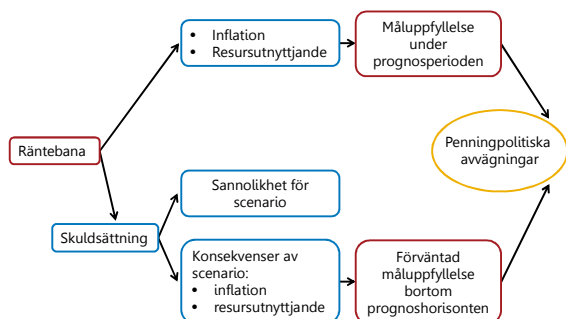 • Inflation
• Resursutnyttjande
Måluppfyllelse
under
prognosperioden
Räntebana
Penningpolitiska
avvägningar
Sannolikhet för
scenario
Skuldsättning
Konsekvenser av
scenario:
• inflation
• resursutnyttjande
Förväntad
måluppfyllelse
bortom
prognoshorisonten